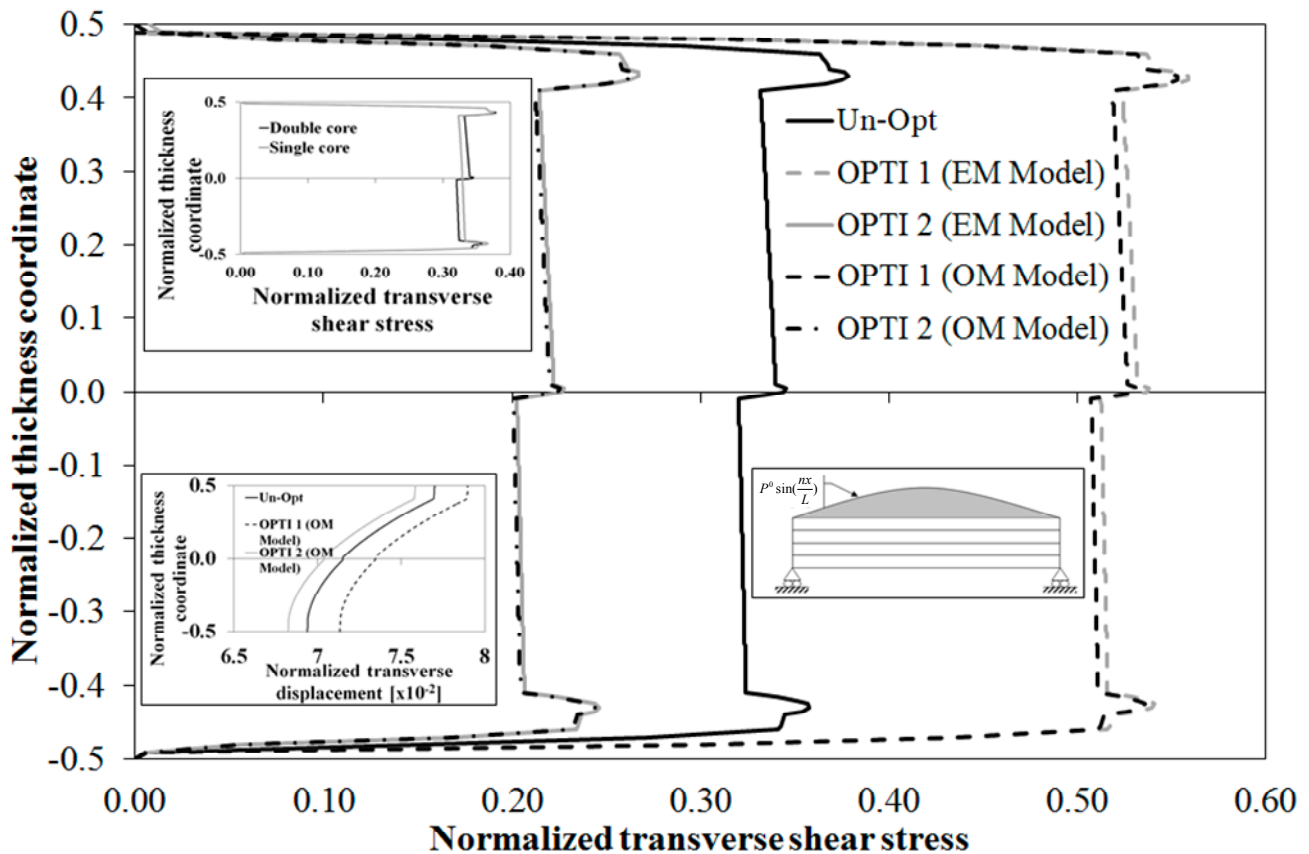 Normalized thickness coordinate
0.5
0.4
0.3
0.2
0.1
0.0
-0.1
-0.2
-0.3
-0.4
-0.5
0.00
0.10
0.20
0.30
0.40
0.50
0.60
Normalized transverse shear stress
Un-Opt
OPTI 1 (EM Model)
OPTI 2 (EM Model)
OPTI 1 (OM Model)
OPTI 2 (OM Model)
Normalized thickness
coordinate
0.5
0.0
-0.5
Double core
Single core
0.00
0.10
0.20
0.30
0.40
Normalized transverse
shear stress
Normalized thickness
coordinate
0.5
0.0
-0.5
Un-Opt
OPTI 1 (OM
Model)
OPTI 2 (OM
Model)
6.5
7
7.5
8
Normalized transverse
displacement [x10⁻²]
P⁰ sin(πx/L)